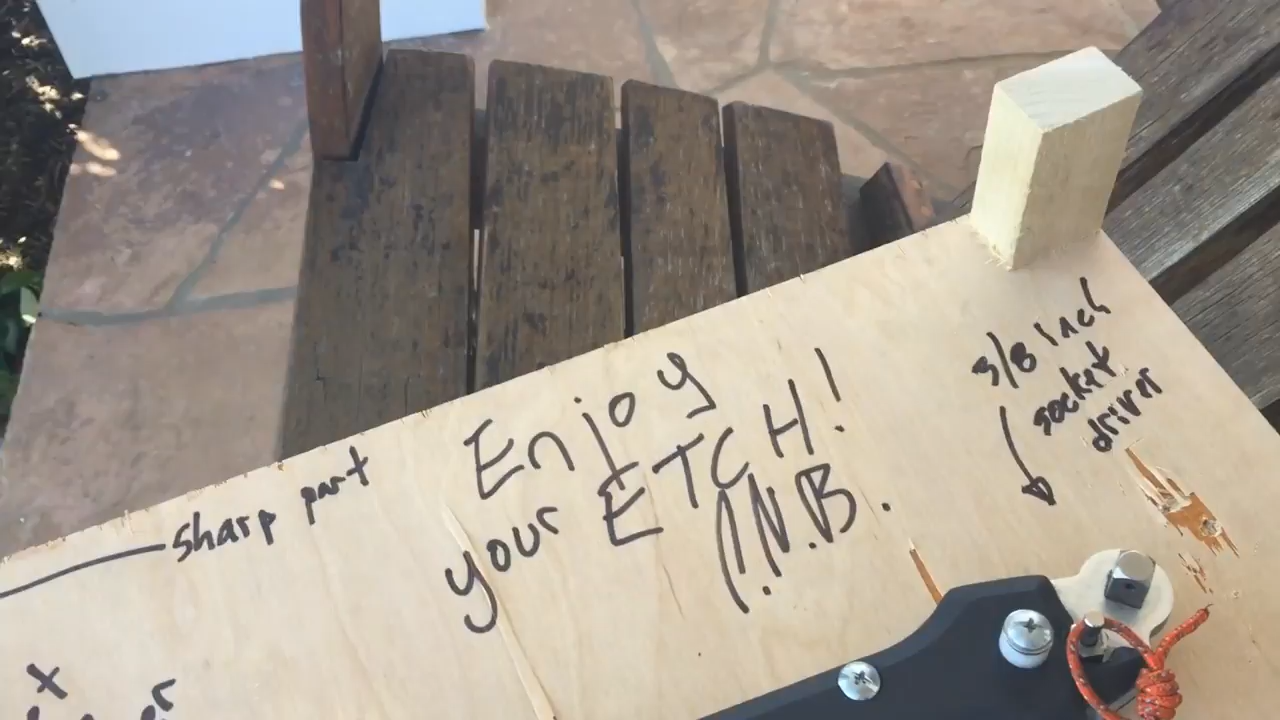 Enjoy
your ETCH!
sharp part
3/8 inch
socket
driver